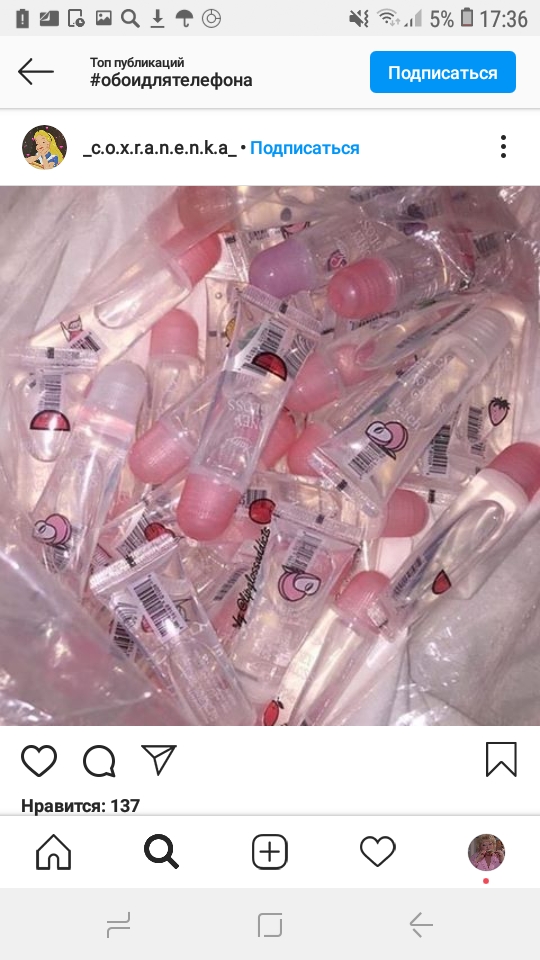 5% 17:36
Топ публикаций
#обоидлятелефона
Подписаться
_c.o.x.r.a.n.e.n.k.a_ • Подписаться
Нравится: 137